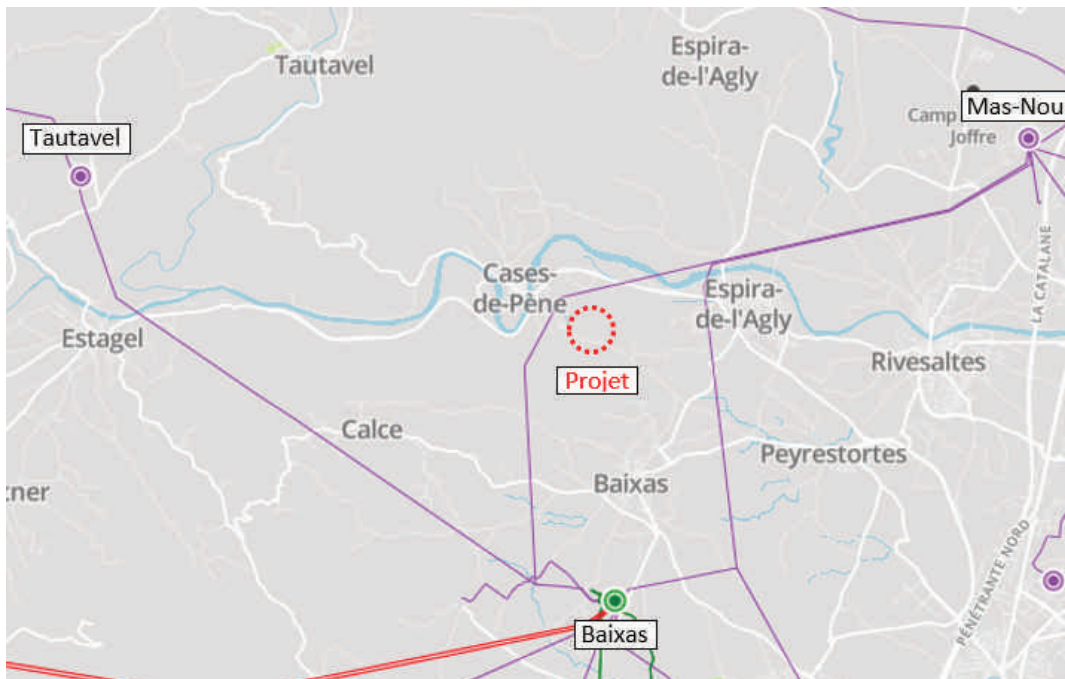 Espira-
de-l'Agly
Tautavel
Mas-Nou
Camp
Joffre
Tautavel
LA CATALANE
Cases-
de-Pène
Espira-
de-l'Agly
Estagel
Rivesaltes
Projet
Calce
Peyrestortes
Baixas
tner
PÉNÉTRANTE NORD
Baixas